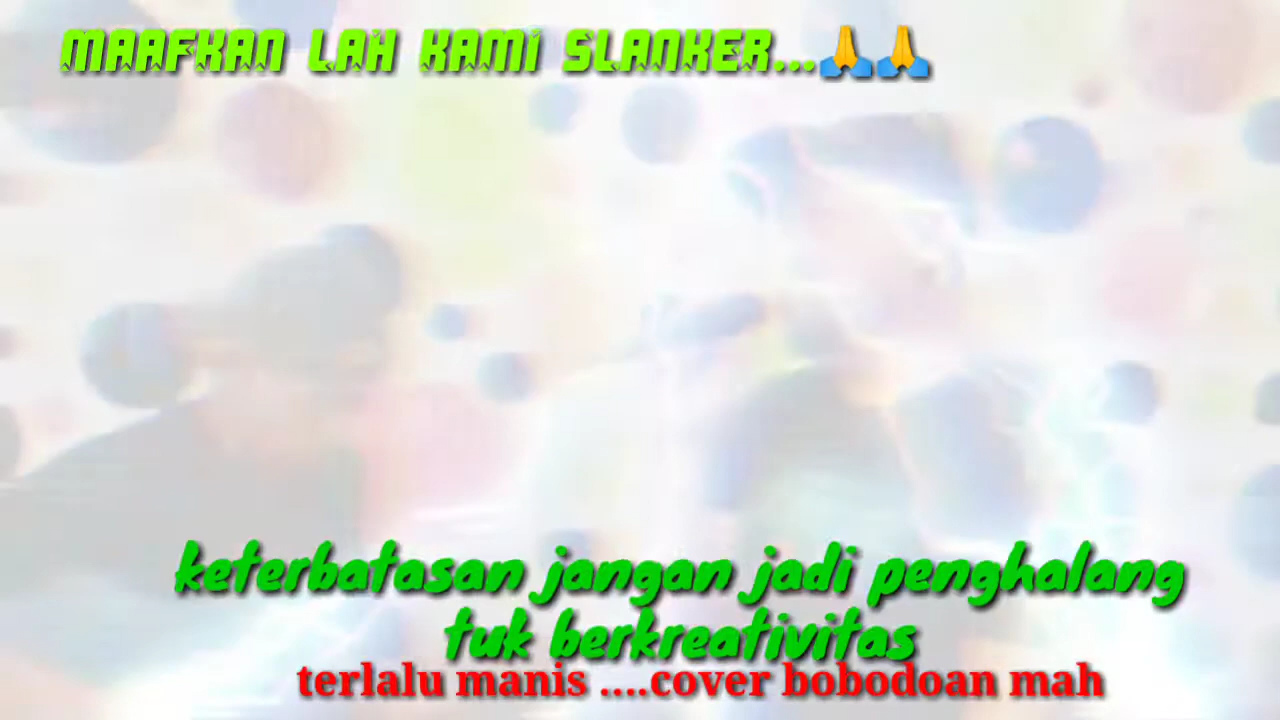 MAAFKAN LAH KAMI SLANKER...🙏🙏
keterbatasan jangan jadi penghalang
tuk berkreativitas
terlalu manis ....cover bobodoan mah